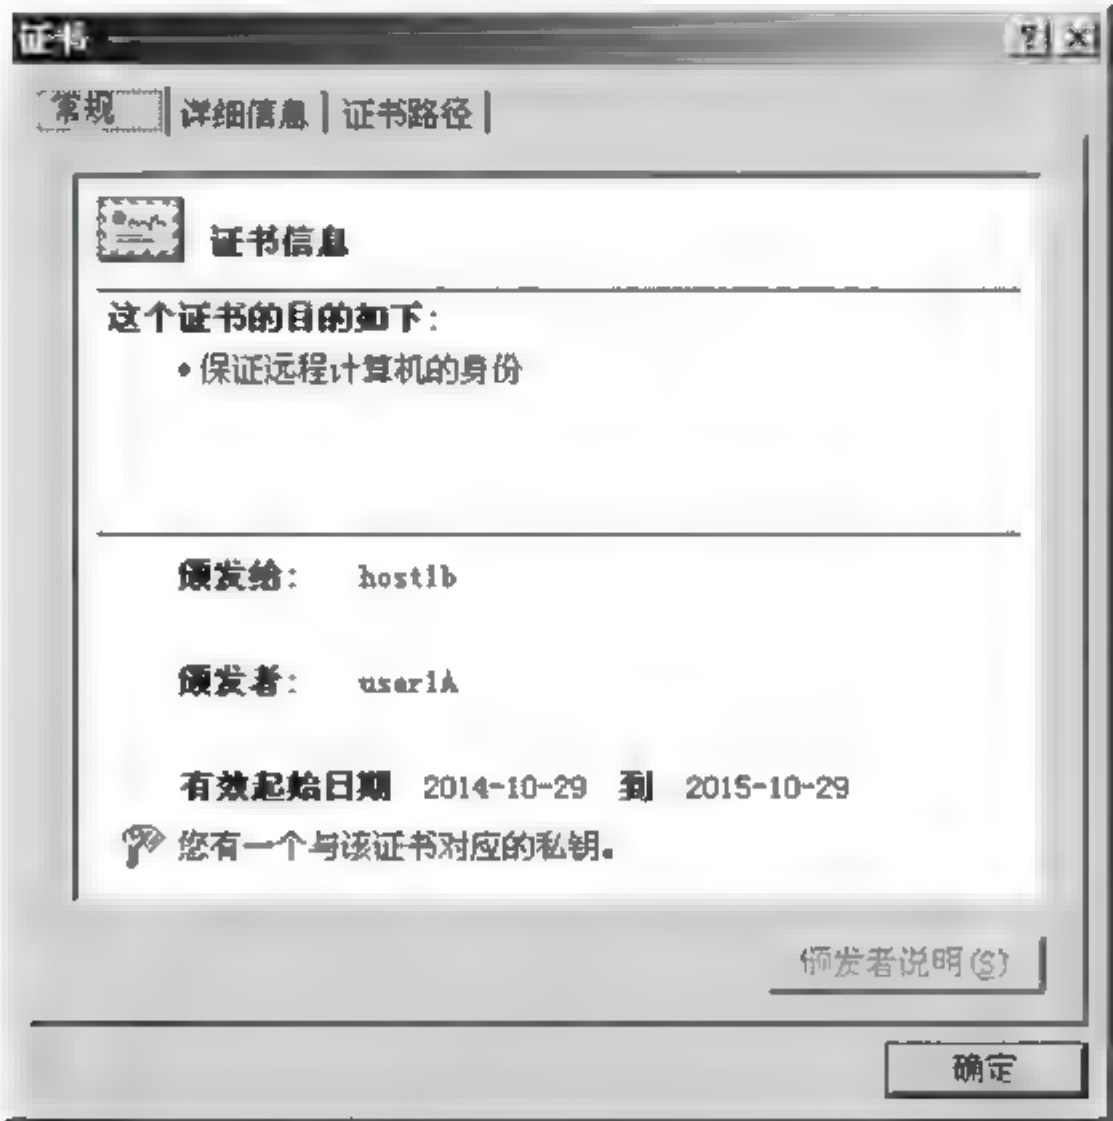 证书
常规 详细信息 证书路径
证书信息
这个证书的目的如下:
•保证远程计算机的身份
颁发给: host1b
颁发者: user1A
有效起始日期 2014-10-29 到 2015-10-29
您有一个与该证书对应的私钥。
颁发者说明(S)
确定